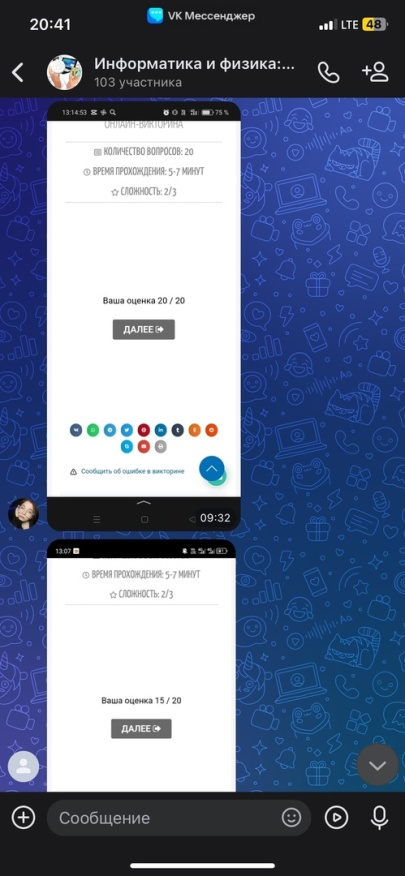 20:41
VK Мессенджер
LTE 48
Информатика и физика:...
103 участника
13:14:53
75 %
ОНЛАЙН-ВИКТОРИНА
КОЛИЧЕСТВО ВОПРОСОВ: 20
ВРЕМЯ ПРОХОЖДЕНИЯ: 5-7 МИНУТ
СЛОЖНОСТЬ: 2/3
Ваша оценка 20 / 20
ДАЛЕЕ
Сообщить об ошибке в викторине
09:32
13:07
ВРЕМЯ ПРОХОЖДЕНИЯ: 5-7 МИНУТ
СЛОЖНОСТЬ: 2/3
Ваша оценка 15 / 20
ДАЛЕЕ
Сообщение